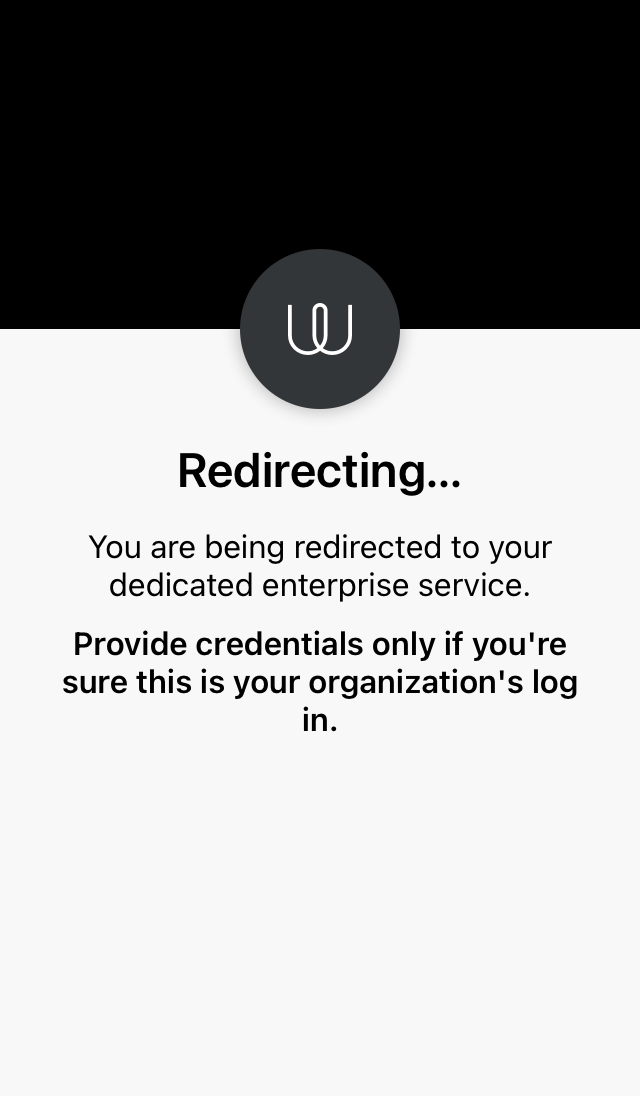 Redirecting...
You are being redirected to your
dedicated enterprise service.
Provide credentials only if you're
sure this is your organization's log
in.